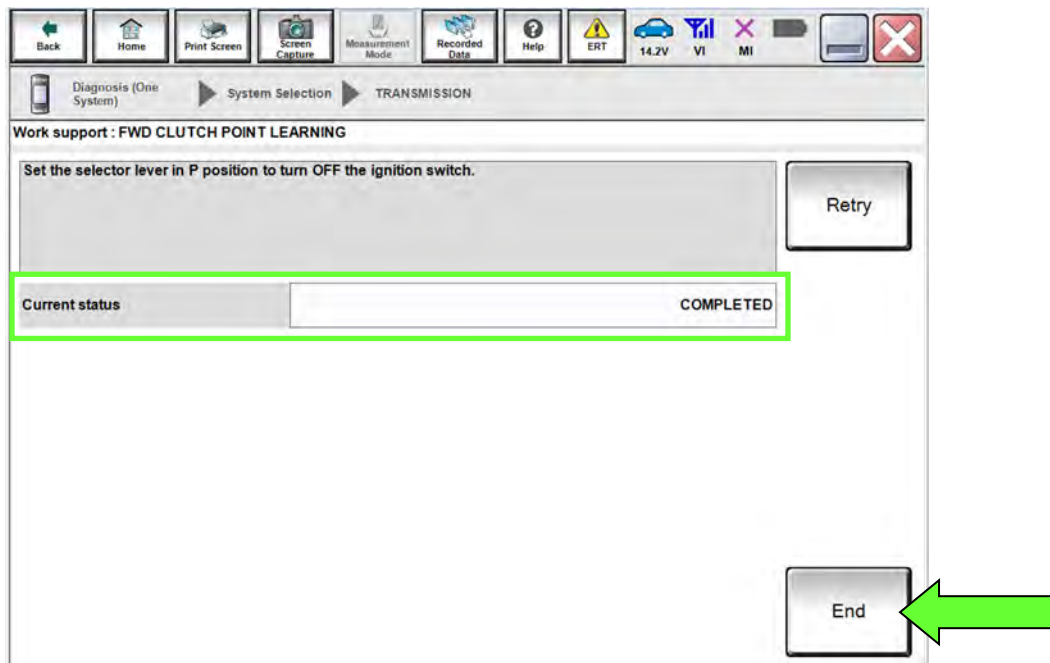 Back
Home
Print Screen
Screen
Capture
Measurement
Mode
Recorded
Data
Help
ERT
14.2V
VI
MI
Diagnosis (One
System)
System Selection
TRANSMISSION
Work support : FWD CLUTCH POINT LEARNING
Set the selector lever in P position to turn OFF the ignition switch.
Retry
Current status
COMPLETED
End